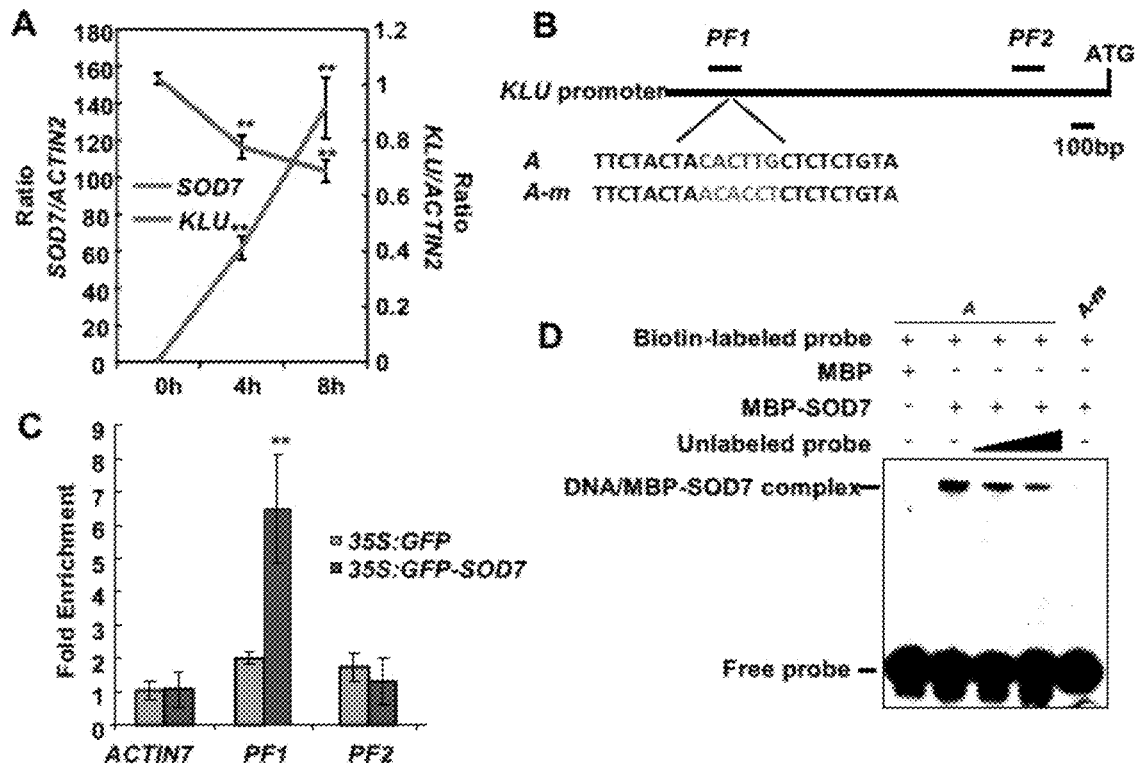 A
180
160
140
120
100
80
60
40
20
0
1.2
1
0.8
0.6
0.4
0.2
0
Ratio
SOD7/ACTIN2
Ratio
KLU/ACTIN2
**
**
**
**
SOD7
KLU
0h
4h
8h
B
PF1
PF2
ATG
KLU promoter
100bp
A TTCTACTACACTTGCTCTCTGTA
A-m TTCTACTAACACCTCTCTCTGTA
C
9
8
7
6
5
4
3
2
1
0
Fold Enrichment
**
35S:GFP
35S:GFP-SOD7
ACTIN7
PF1
PF2
D
A
A-m
Biotin-labeled probe + + + + +
MBP + - - - -
MBP-SOD7 - + + + +
Unlabeled probe - - -
DNA/MBP-SOD7 complex
Free probe